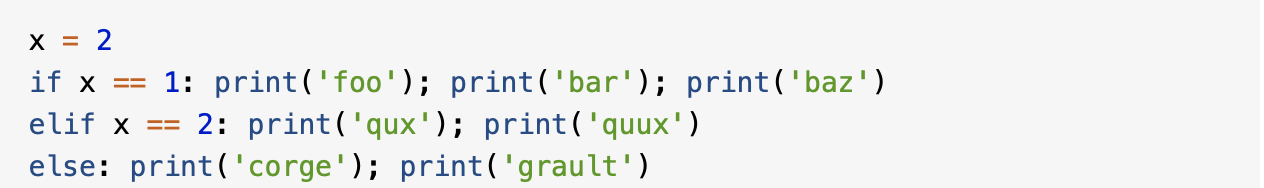 x = 2
if x == 1: print('foo'); print('bar'); print('baz')
elif x == 2: print('qux'); print('quux')
else: print('corge'); print('grault')